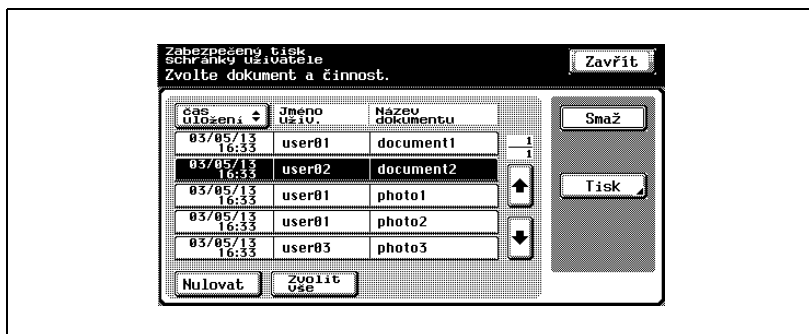 Zabezpečený tisk
schránky uživatele
Zvolte dokument a činnost.
Zavřít
čas
uložení
Jméno
uživ.
Název
dokumentu
03/05/13
16:33
user01
document1
03/05/13
16:33
user02
document2
03/05/13
16:33
user01
photo1
03/05/13
16:33
user01
photo2
03/05/13
16:33
user03
photo3
1
1
Smaž
Tisk
Nulovat
Zvolit
vše